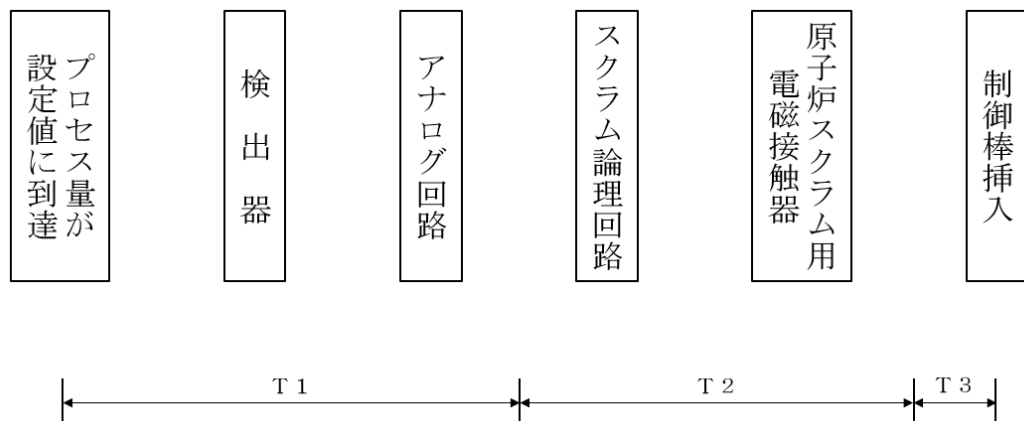 プロセス量が
設定値に到達
検出器
アナログ回路
スクラム論理回路
原子炉スクラム用
電磁接触器
制御棒挿入
Ｔ１
Ｔ２
Ｔ３